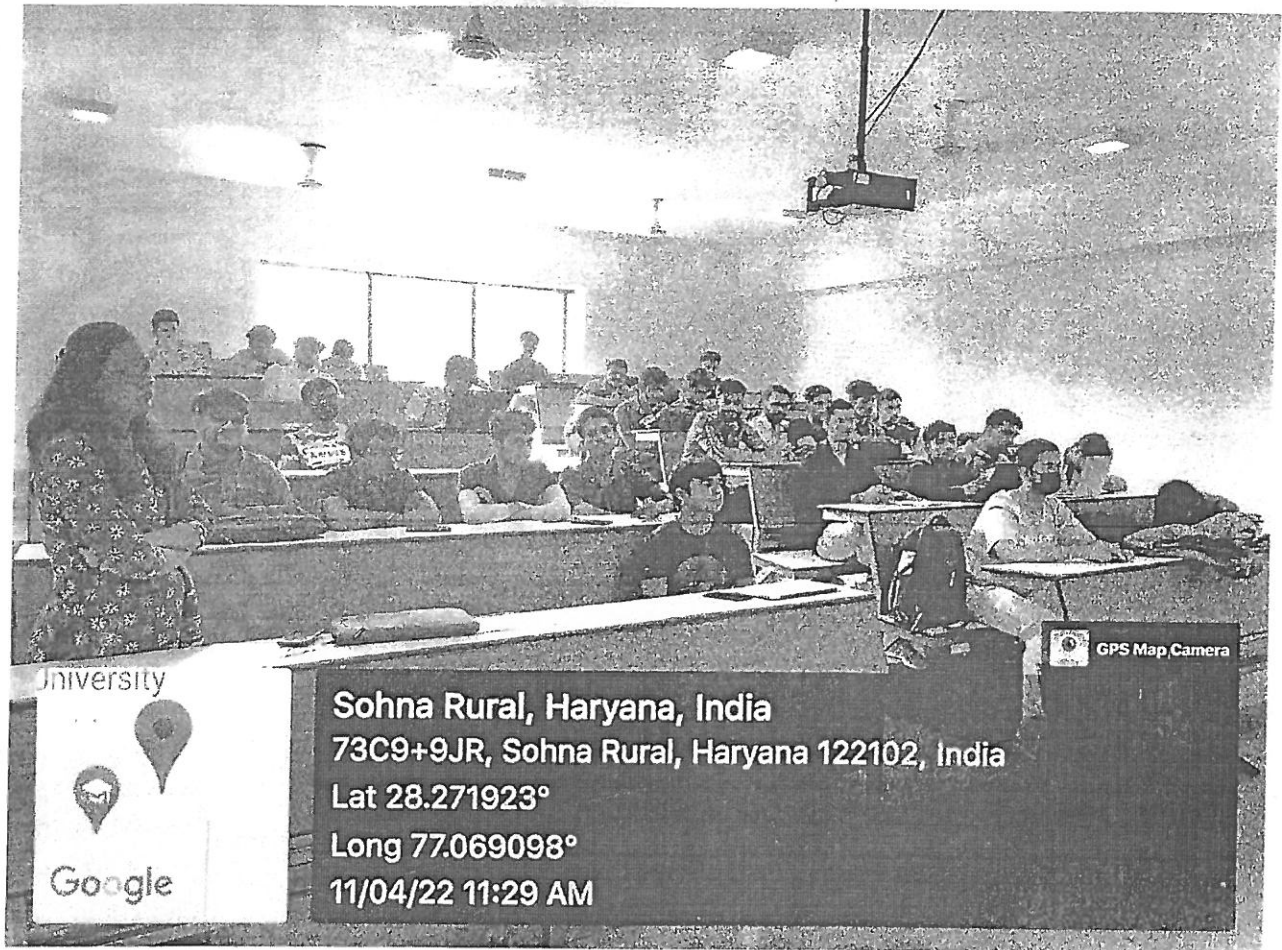 GPS Map Camera
University
Google
Sohna Rural, Haryana, India
73C9+9JR, Sohna Rural, Haryana 122102, India
Lat 28.271923°
Long 77.069098°
11/04/22 11:29 AM